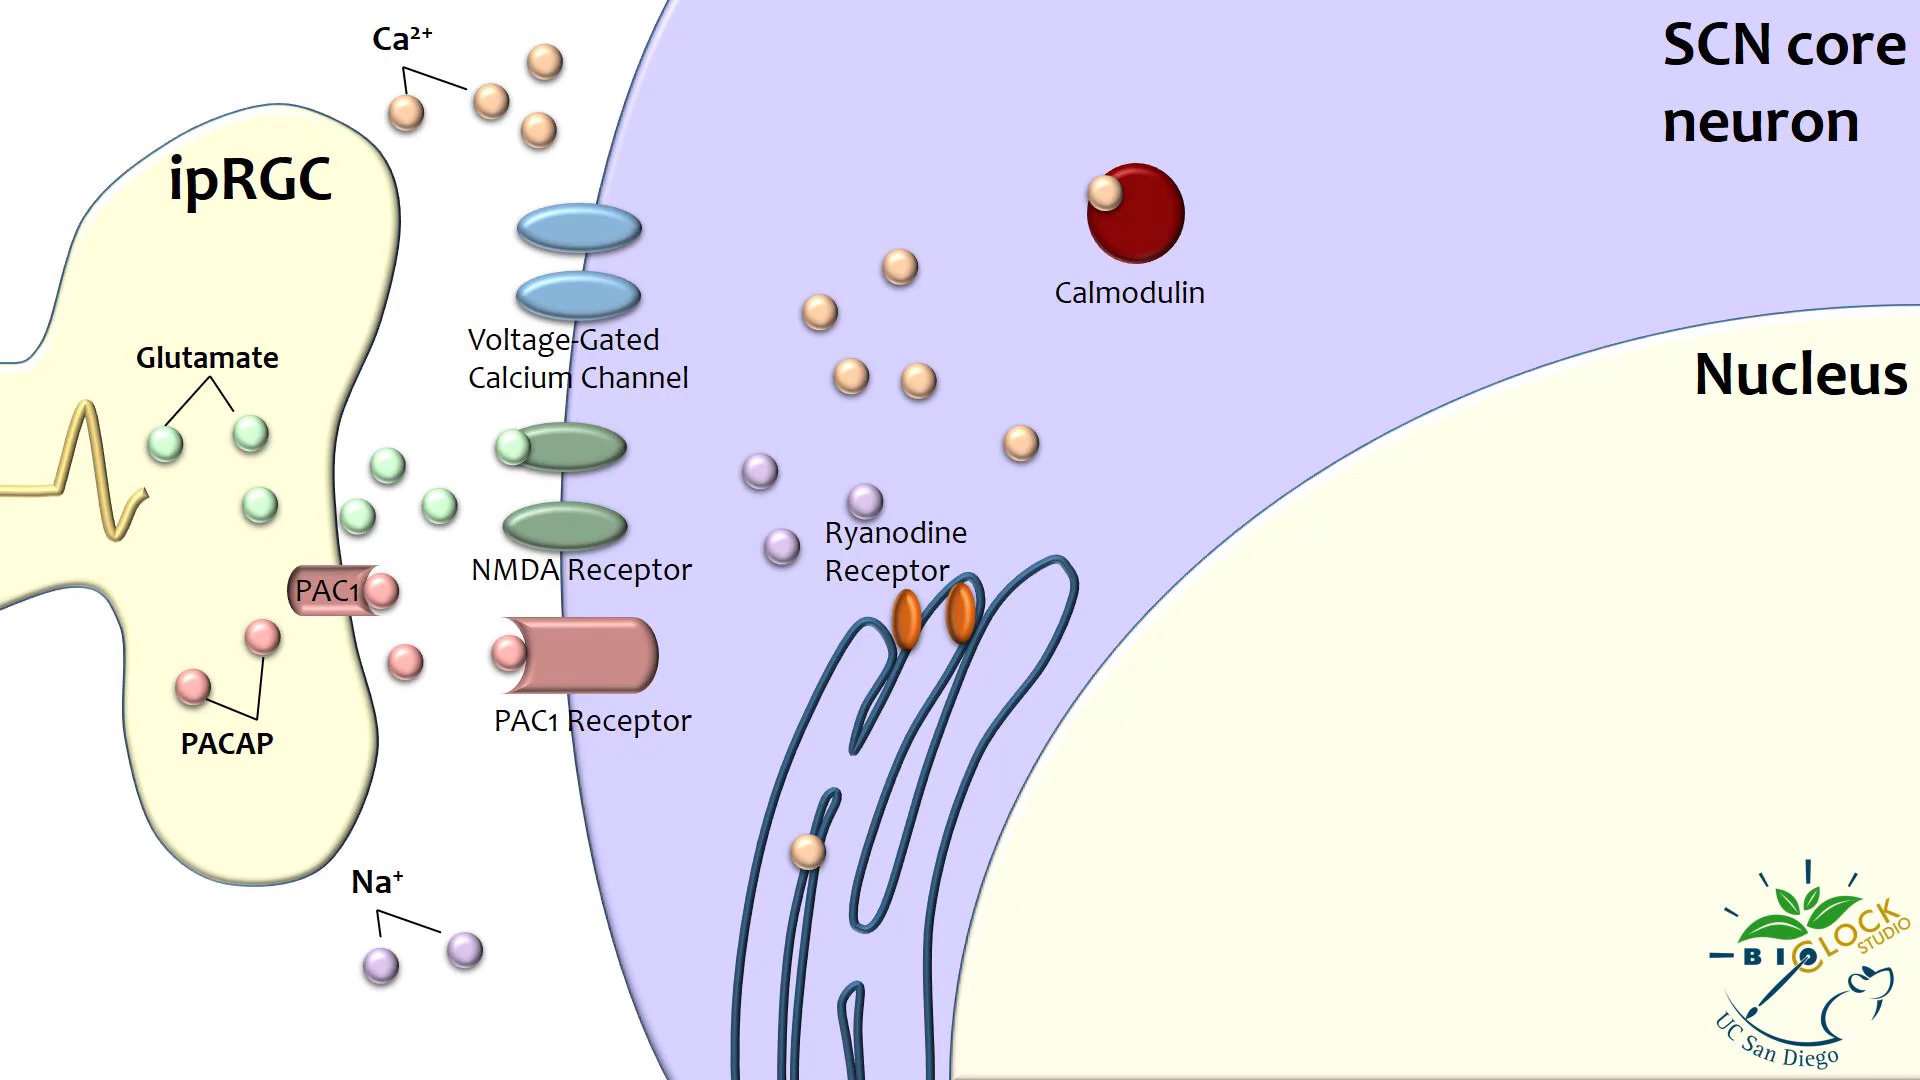 Ca²⁺
SCN core
neuron
ipRGC
Calmodulin
Voltage-Gated
Calcium Channel
Glutamate
Nucleus
Ryanodine
Receptor
NMDA Receptor
PAC1
PAC1 Receptor
PACAP
Na⁺
BIOCLOCK
STUDIO
UC San Diego